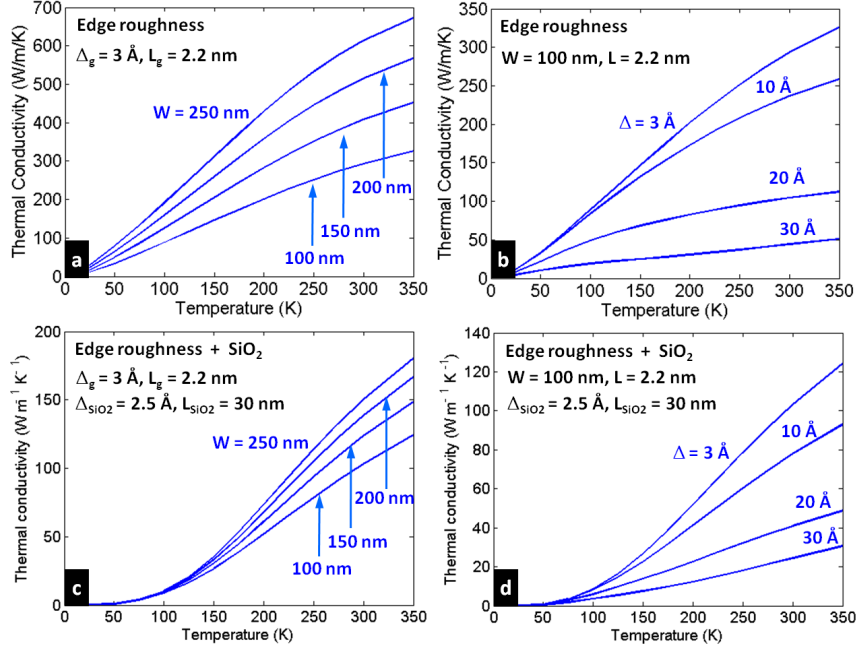 Edge roughness
Δg = 3 Å, Lg = 2.2 nm
W = 250 nm
200 nm
150 nm
100 nm
a
Thermal Conductivity (W/m/K)
700
600
500
400
300
200
100
0
0 50 100 150 200 250 300 350
Temperature (K)
Edge roughness
W = 100 nm, L = 2.2 nm
Δ = 3 Å
10 Å
20 Å
30 Å
b
Thermal Conductivity (W/m/K)
350
300
250
200
150
100
50
0
0 50 100 150 200 250 300 350
Temperature (K)
Edge roughness + SiO2
Δg = 3 Å, Lg = 2.2 nm
ΔSiO2 = 2.5 Å, LSiO2 = 30 nm
W = 250 nm
200 nm
150 nm
100 nm
c
Thermal conductivity (W m⁻¹ K⁻¹)
200
150
100
50
0
0 50 100 150 200 250 300 350
Temperature (K)
Edge roughness + SiO2
W = 100 nm, L = 2.2 nm
ΔSiO2 = 2.5 Å, LSiO2 = 30 nm
Δ = 3 Å
10 Å
20 Å
30 Å
d
Thermal conductivity (W m⁻¹ K⁻¹)
140
120
100
80
60
40
20
0
0 50 100 150 200 250 300 350
Temperature (K)